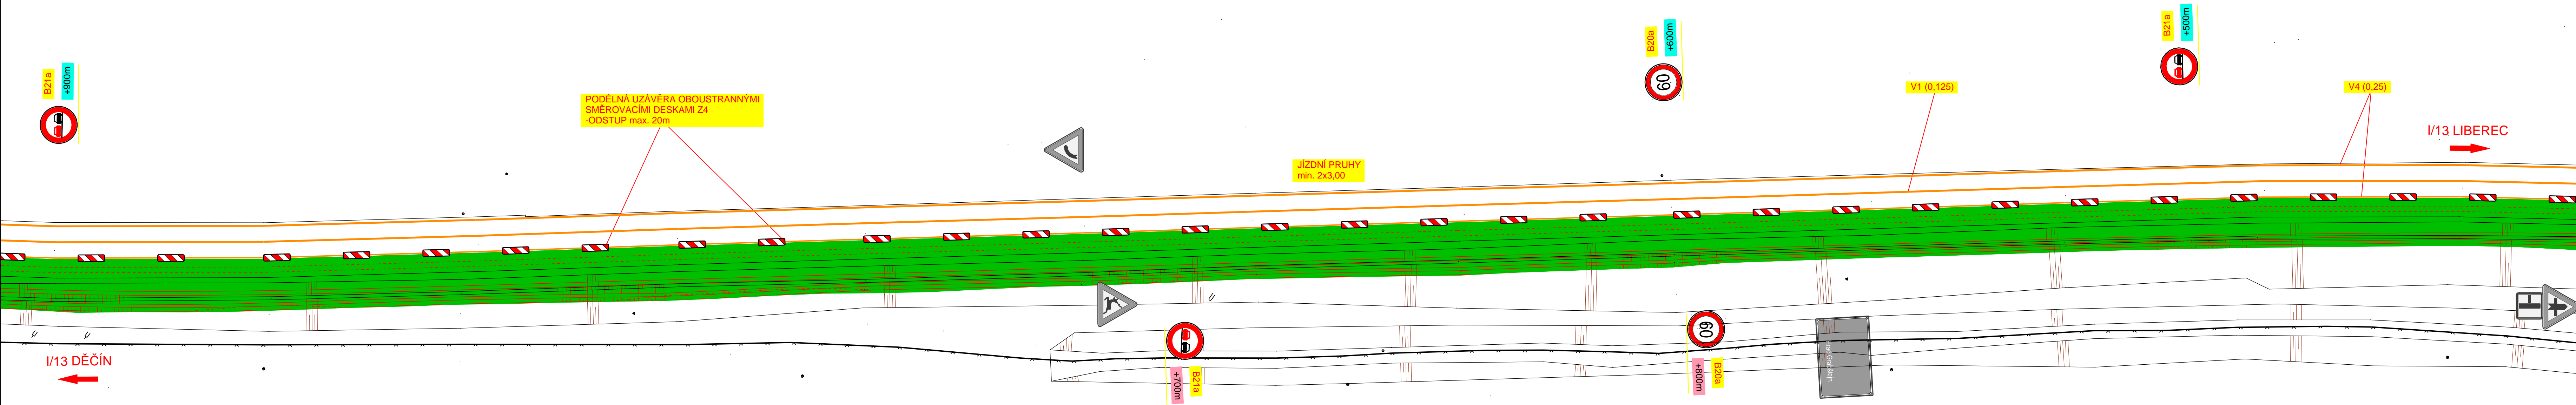 B21a
+900m
PODÉLNÁ UZÁVĚRA OBOUSTRANNÝMI
SMĚROVACÍMI DESKAMI Z4
-ODSTUP max. 20m
JÍZDNÍ PRUHY
min. 2x3,00
B20a
+600m
60
V1 (0,125)
B21a
+500m
V4 (0,25)
I/13 LIBEREC
I/13 DĚČÍN
+700m
B21a
60
+800m
B20a